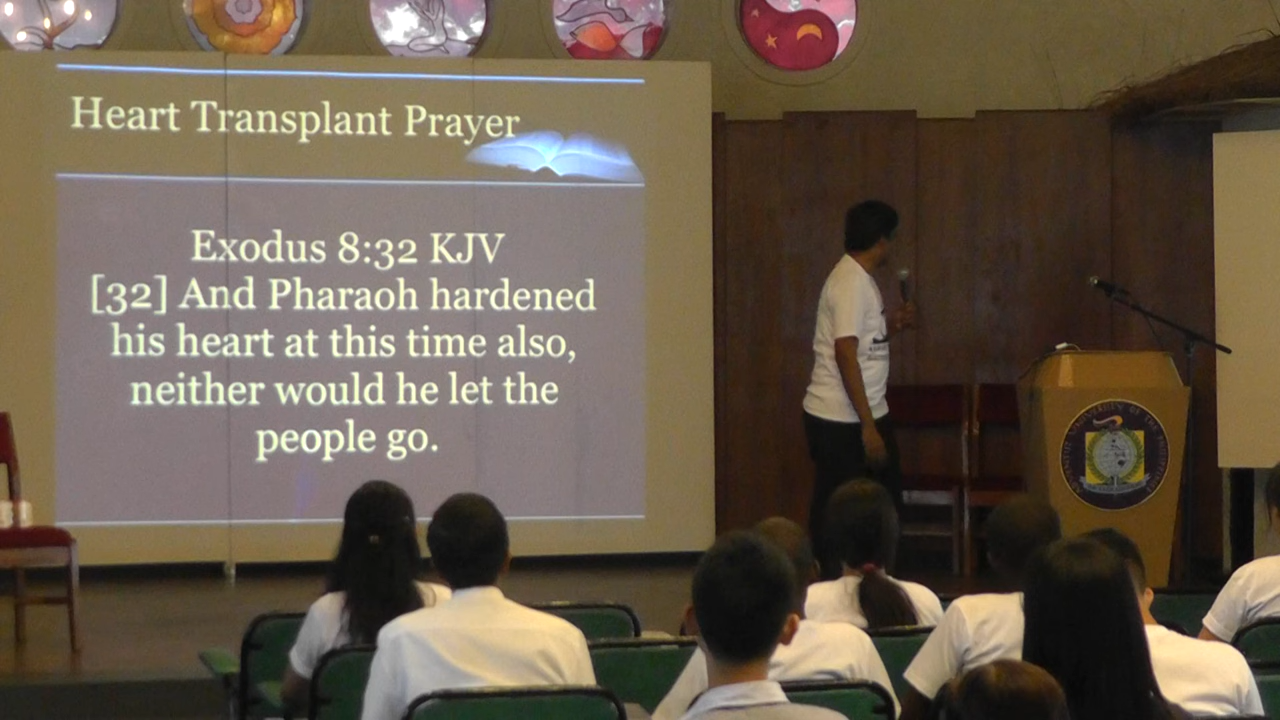 Heart Transplant Prayer
Exodus 8:32 KJV
[32] And Pharaoh hardened
his heart at this time also,
neither would he let the
people go.